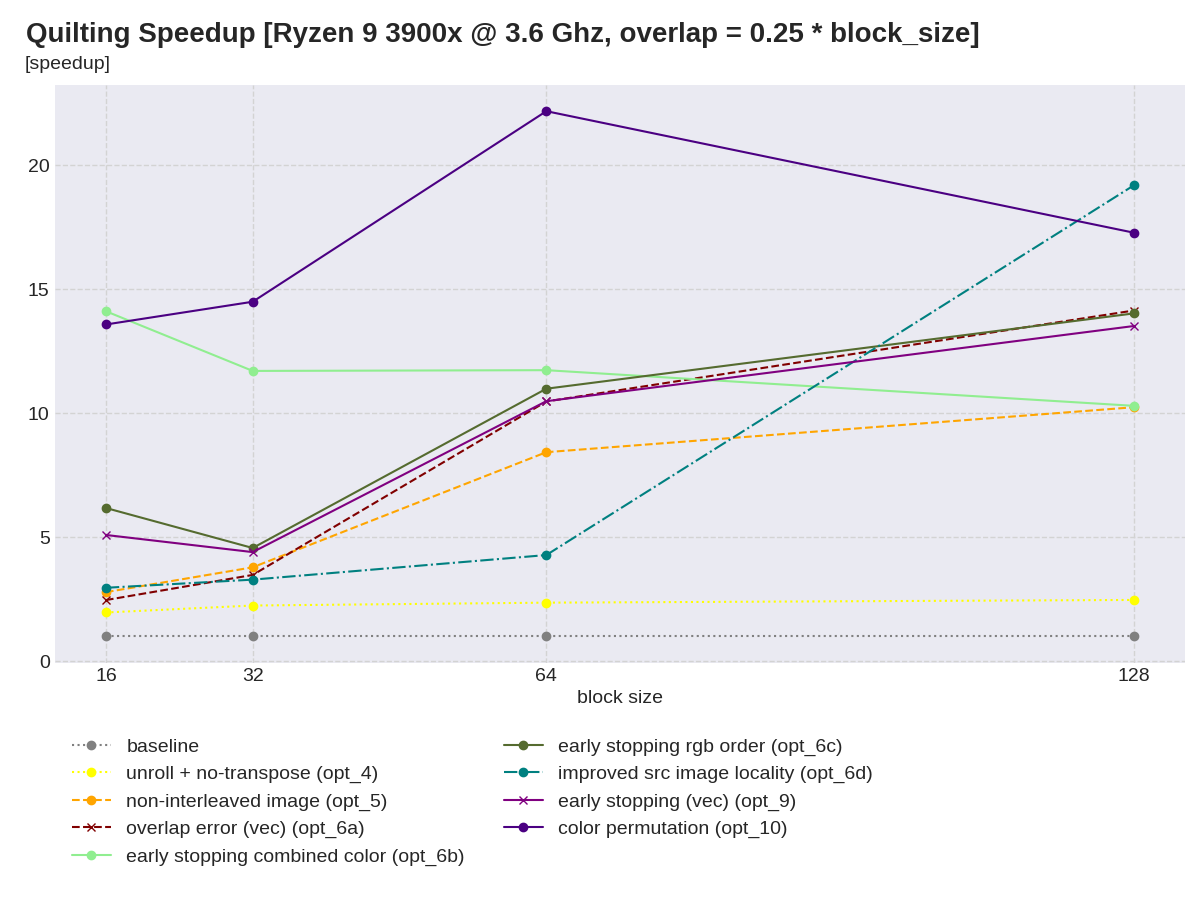 Quilting Speedup [Ryzen 9 3900x @ 3.6 Ghz, overlap = 0.25 * block_size]
[speedup]
20
15
10
5
0
16 32 64 128
block size
baseline
unroll + no-transpose (opt_4)
non-interleaved image (opt_5)
overlap error (vec) (opt_6a)
early stopping combined color (opt_6b)
early stopping rgb order (opt_6c)
improved src image locality (opt_6d)
early stopping (vec) (opt_9)
color permutation (opt_10)